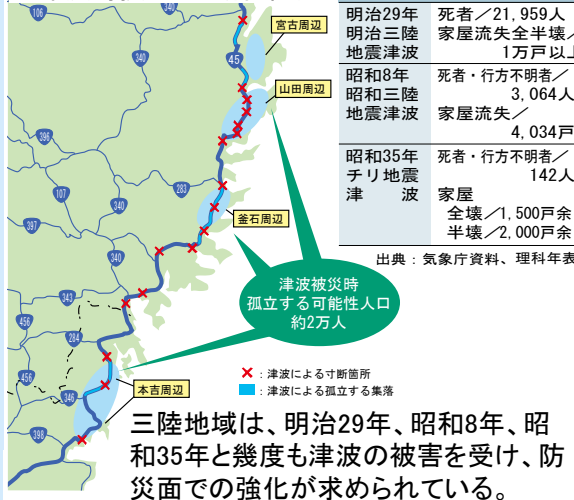 106
340
宮古周辺
45
山田周辺
396
107
283
397
釜石周辺
340
343
456
284
456
346
本吉周辺
398
津波被災時
孤立する可能性人口
約2万人
×：津波による寸断箇所
：津波による孤立する集落
明治29年 死者／21,959人
明治三陸 家屋流失全半壊／
地震津波 1万戸以上
昭和8年 死者・行方不明者／
昭和三陸 3,064人
地震津波 家屋流失／
4,034戸
昭和35年 死者・行方不明者／
チリ地震 142人
津　波 家屋
全壊／1,500戸余
半壊／2,000戸余
出典：気象庁資料、理科年表
三陸地域は、明治29年、昭和8年、昭
和35年と幾度も津波の被害を受け、防
災面での強化が求められている。